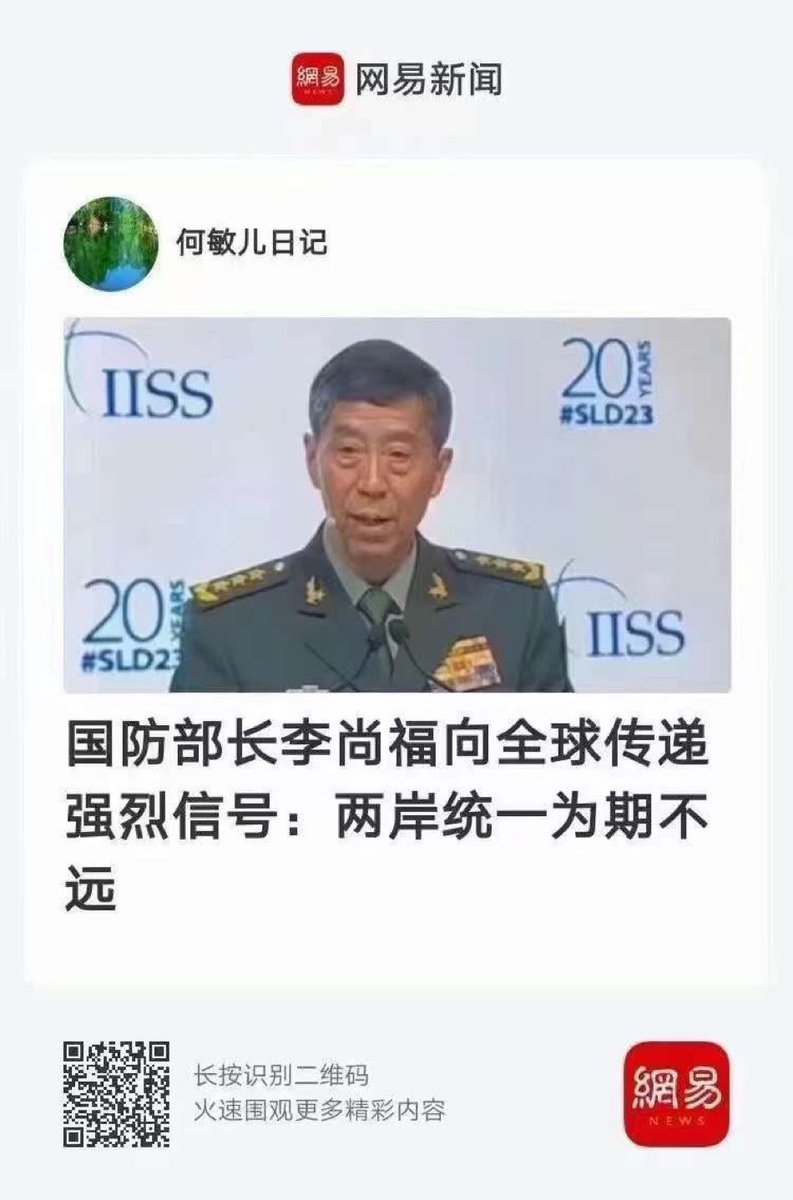 網易
NEWS
网易新闻
何敏儿日记
IISS
20 YEARS
#SLD23
20 YEARS
#SLD23
IISS
国防部长李尚福向全球传递
强烈信号：两岸统一为期不
远
长按识别二维码
火速围观更多精彩内容
網易
NEWS